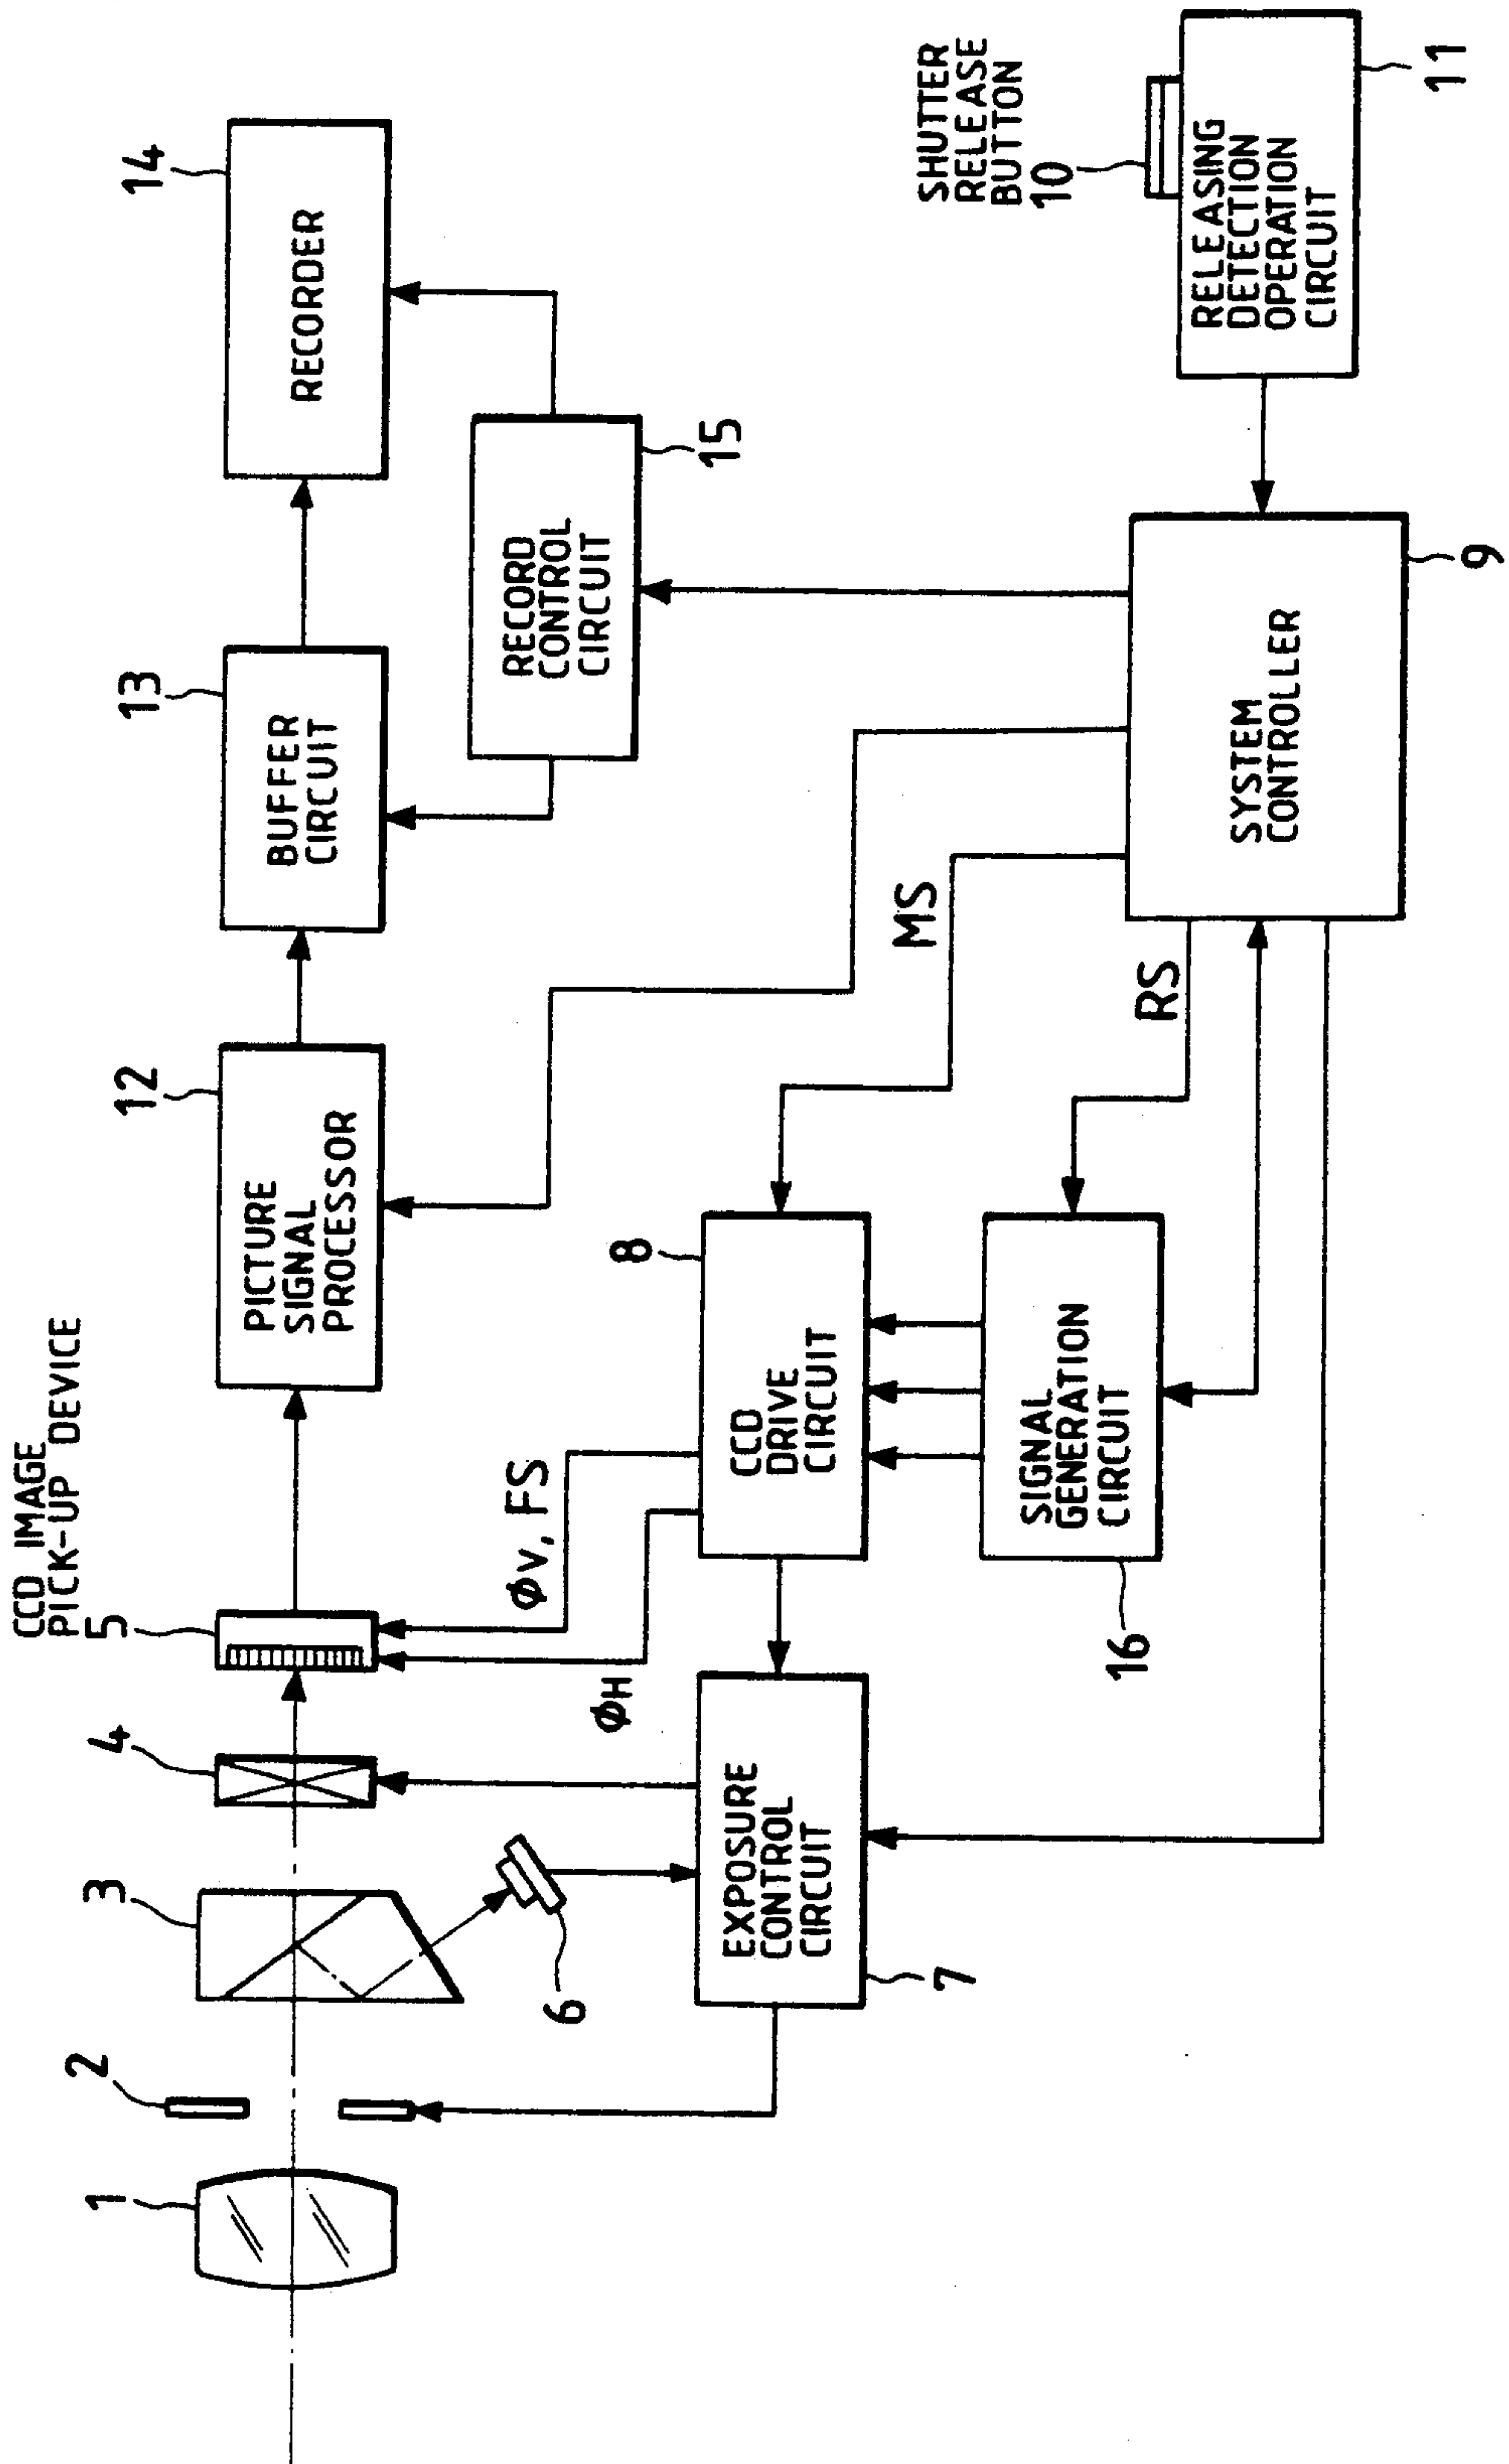 CCD IMAGE
PICK-UP DEVICE
1
2
3
4
5
12
13
14
PICTURE
SIGNAL
PROCESSOR
BUFFER
CIRCUIT
RECORDER
6
ϕH
ϕV, FS
RECORD
CONTROL
CIRCUIT
15
8
EXPOSURE
CONTROL
CIRCUIT
7
CCD
DRIVE
CIRCUIT
MS
SHUTTER
RELEASE
BUTTON
10
16
SIGNAL
GENERATION
CIRCUIT
RS
SYSTEM
CONTROLLER
9
RELEASING
DETECTION
OPERATION
CIRCUIT
11